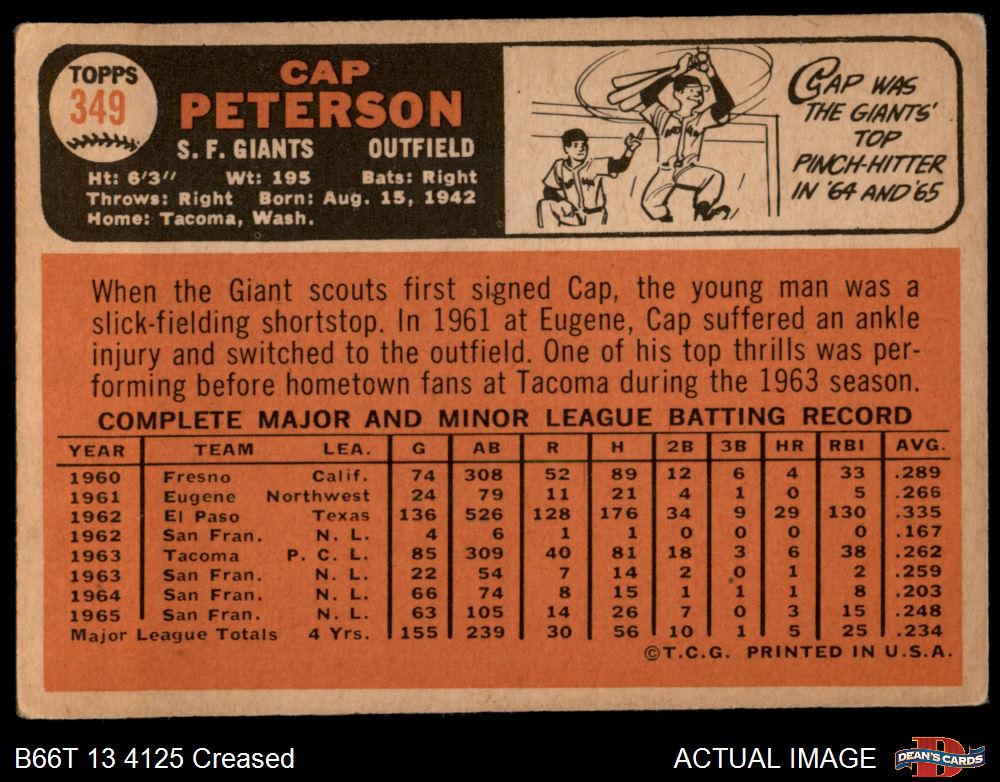 TOPPS
349
CAP
PETERSON
S. F. GIANTS OUTFIELD
Ht: 6'3" Wt: 195 Bats: Right
Throws: Right Born: Aug. 15, 1942
Home: Tacoma, Wash.
CAP WAS
THE GIANTS'
TOP
PINCH-HITTER
IN '64 AND '65
When the Giant scouts first signed Cap, the young man was a
slick-fielding shortstop. In 1961 at Eugene, Cap suffered an ankle
injury and switched to the outfield. One of his top thrills was per-
forming before hometown fans at Tacoma during the 1963 season.
COMPLETE MAJOR AND MINOR LEAGUE BATTING RECORD
YEAR TEAM LEA. G AB R H 2B 3B HR RBI AVG.
1960 Fresno Calif. 74 308 52 89 12 6 4 33 .289
1961 Eugene Northwest 24 79 11 21 4 1 0 5 .266
1962 El Paso Texas 136 526 128 176 34 9 29 130 .335
1962 San Fran. N. L. 4 6 1 1 0 0 0 0 .167
1963 Tacoma P. C. L. 85 309 40 81 18 3 6 38 .262
1963 San Fran. N. L. 22 54 7 14 2 0 1 2 .259
1964 San Fran. N. L. 66 74 8 15 1 1 1 8 .203
1965 San Fran. N. L. 63 105 14 26 7 0 3 15 .248
Major League Totals 4 Yrs. 155 239 30 56 10 1 5 25 .234
©T.C.G. PRINTED IN U.S.A.
B66T 13 4125 Creased
ACTUAL IMAGE
D
DEAN'S CARDS